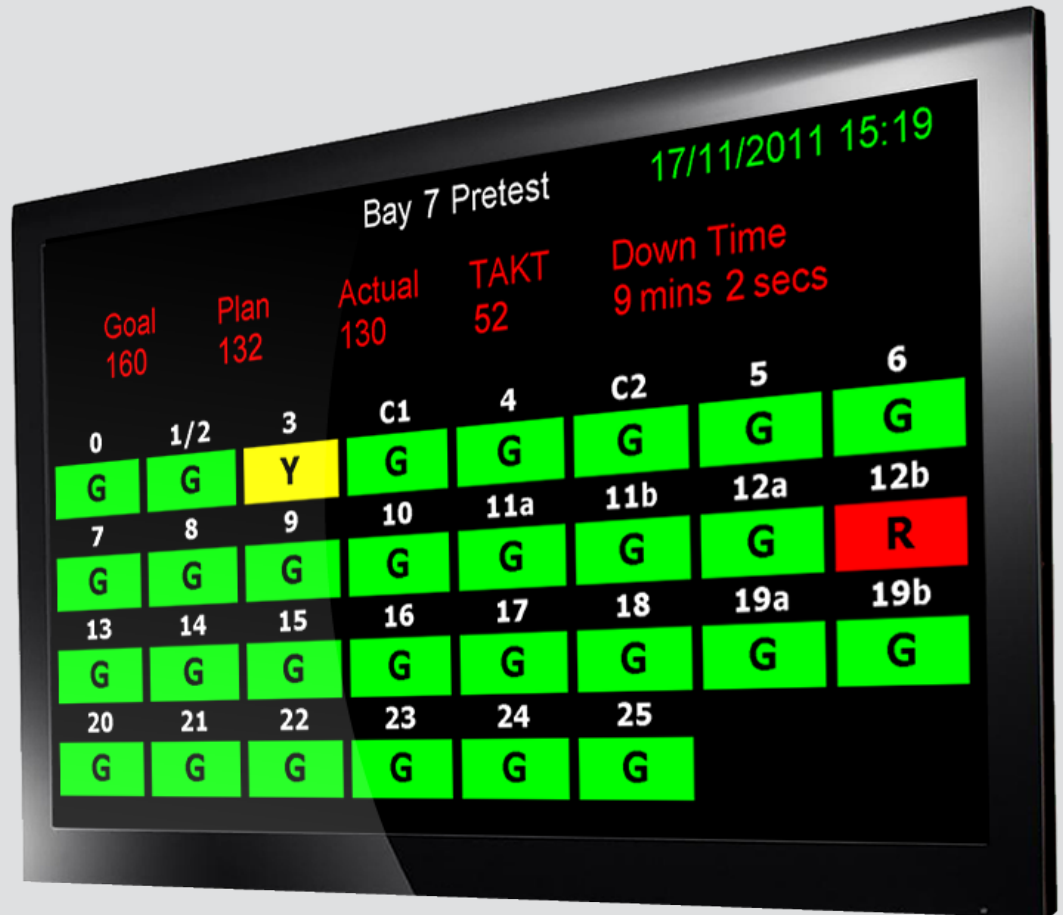 17/11/2011 15:19
Bay 7 Pretest
Goal Plan Actual TAKT Down Time
160 132 130 52 9 mins 2 secs
0 1/2 3 C1 4 C2 5 6
G G Y G G G G G
7 8 9 10 11a 11b 12a 12b
G G G G G G G R
13 14 15 16 17 18 19a 19b
G G G G G G G G
20 21 22 23 24 25
G G G G G G